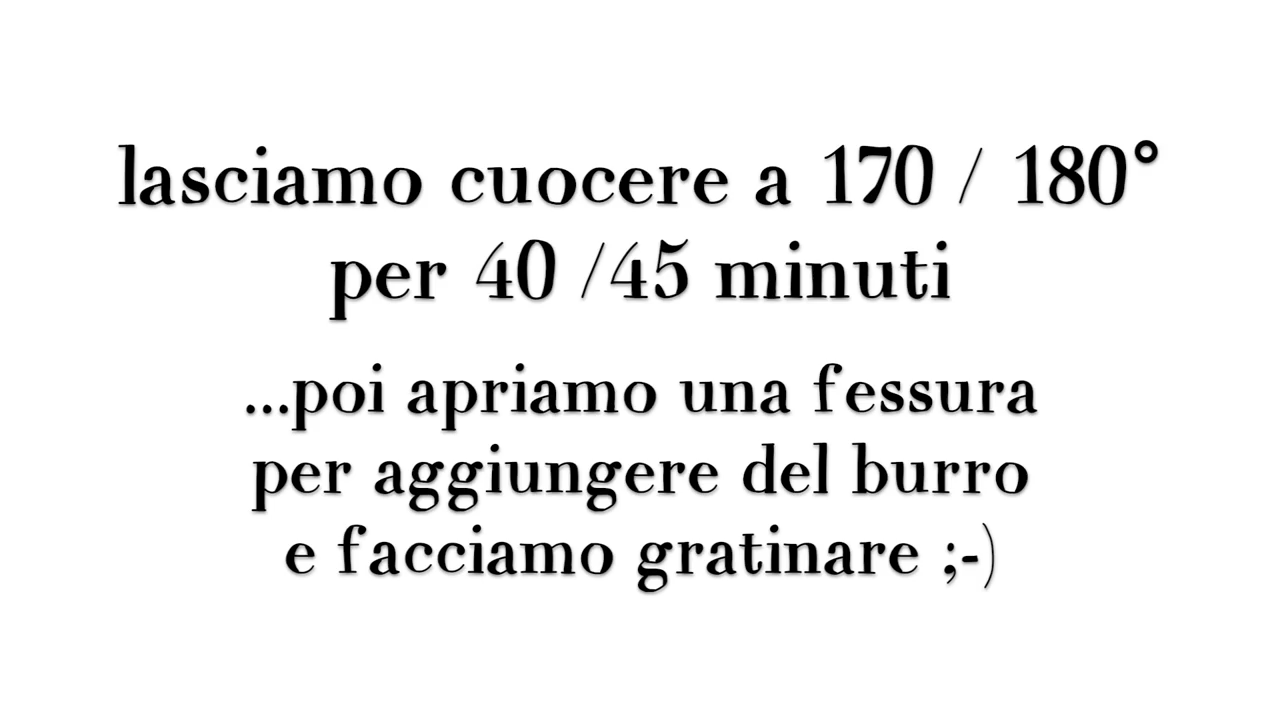 lasciamo cuocere a 170 / 180°
per 40 /45 minuti
...poi apriamo una fessura
per aggiungere del burro
e facciamo gratinare ;-)